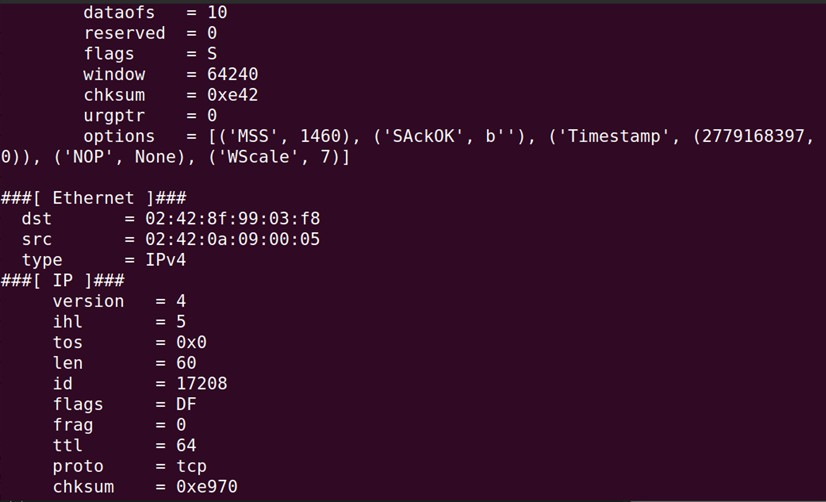 dataofs = 10
reserved = 0
flags = S
window = 64240
chksum = 0xe42
urgptr = 0
options = [('MSS', 1460), ('SAckOK', b''), ('Timestamp', (2779168397,
0)), ('NOP', None), ('WScale', 7)]
###[ Ethernet ]###
dst = 02:42:8f:99:03:f8
src = 02:42:0a:09:00:05
type = IPv4
###[ IP ]###
version = 4
ihl = 5
tos = 0x0
len = 60
id = 17208
flags = DF
frag = 0
ttl = 64
proto = tcp
chksum = 0xe970